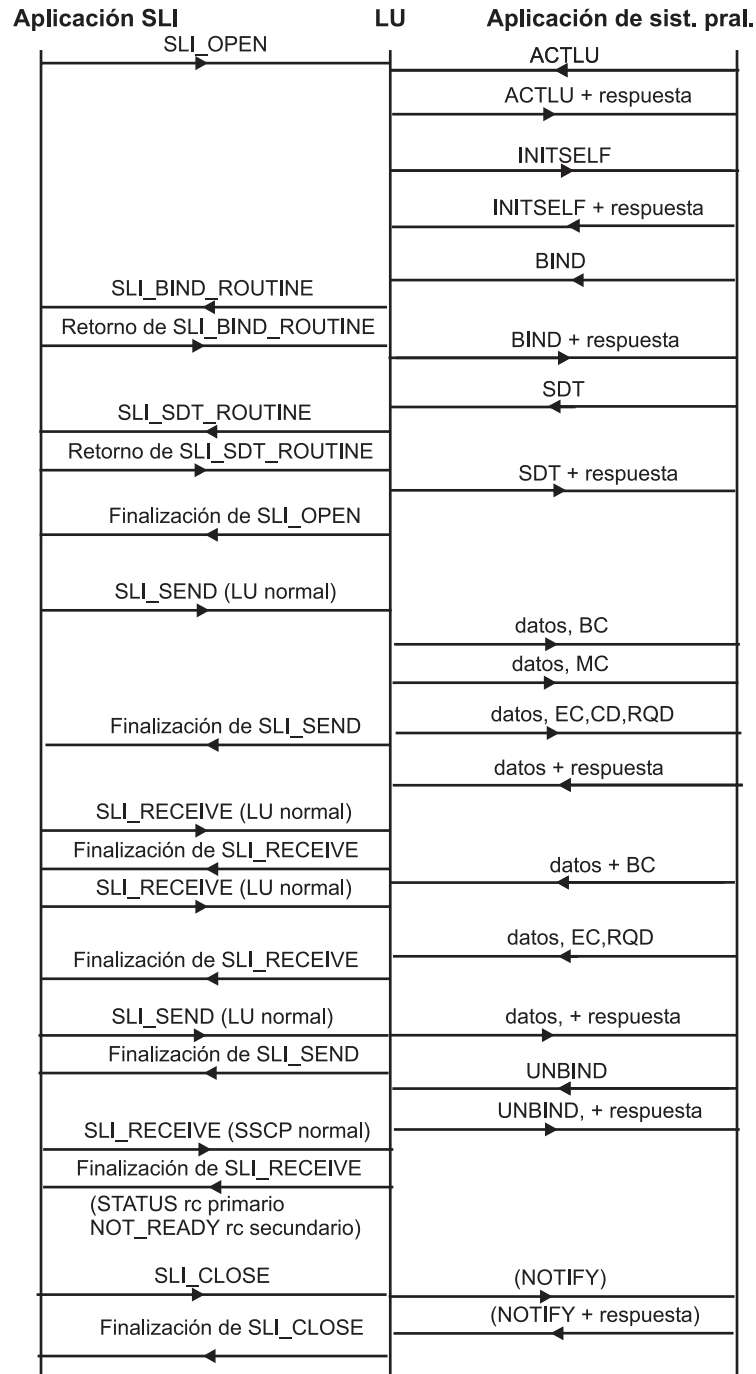 Aplicación SLI LU Aplicación de sist. pral.
SLI_OPEN
ACTLU
ACTLU + respuesta
INITSELF
INITSELF + respuesta
BIND
SLI_BIND_ROUTINE
Retorno de SLI_BIND_ROUTINE
BIND + respuesta
SDT
SLI_SDT_ROUTINE
Retorno de SLI_SDT_ROUTINE
SDT + respuesta
Finalización de SLI_OPEN
SLI_SEND (LU normal)
datos, BC
datos, MC
datos, EC,CD,RQD
Finalización de SLI_SEND
datos + respuesta
SLI_RECEIVE (LU normal)
Finalización de SLI_RECEIVE
datos + BC
SLI_RECEIVE (LU normal)
datos, EC,RQD
Finalización de SLI_RECEIVE
SLI_SEND (LU normal)
datos, + respuesta
Finalización de SLI_SEND
UNBIND
UNBIND, + respuesta
SLI_RECEIVE (SSCP normal)
Finalización de SLI_RECEIVE
(STATUS rc primario
NOT_READY rc secundario)
SLI_CLOSE
(NOTIFY)
(NOTIFY + respuesta)
Finalización de SLI_CLOSE